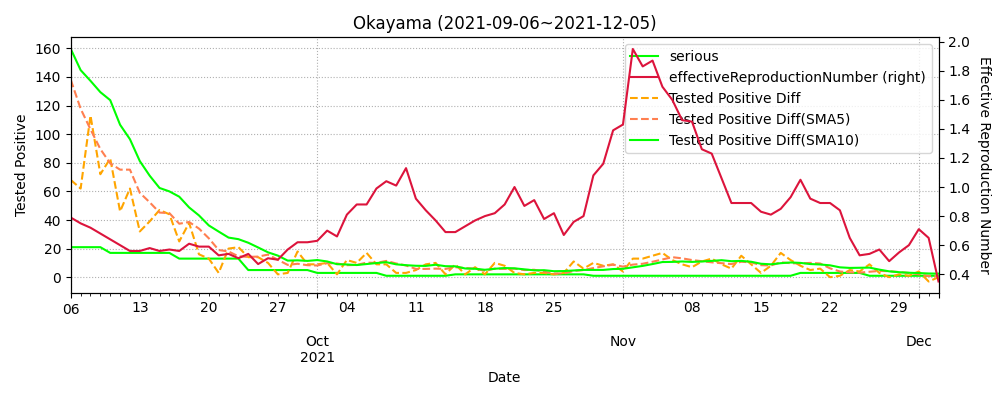 Okayama (2021-09-06~2021-12-05)
Tested Positive
160
140
120
100
80
60
40
20
0
2.0
1.8
1.6
1.4
1.2
1.0
0.8
0.6
0.4
Effective Reproduction Number
serious
effectiveReproductionNumber (right)
Tested Positive Diff
Tested Positive Diff(SMA5)
Tested Positive Diff(SMA10)
06 13 20 27 04 11 18 25 08 15 22 29
Oct Nov Dec
2021
Date